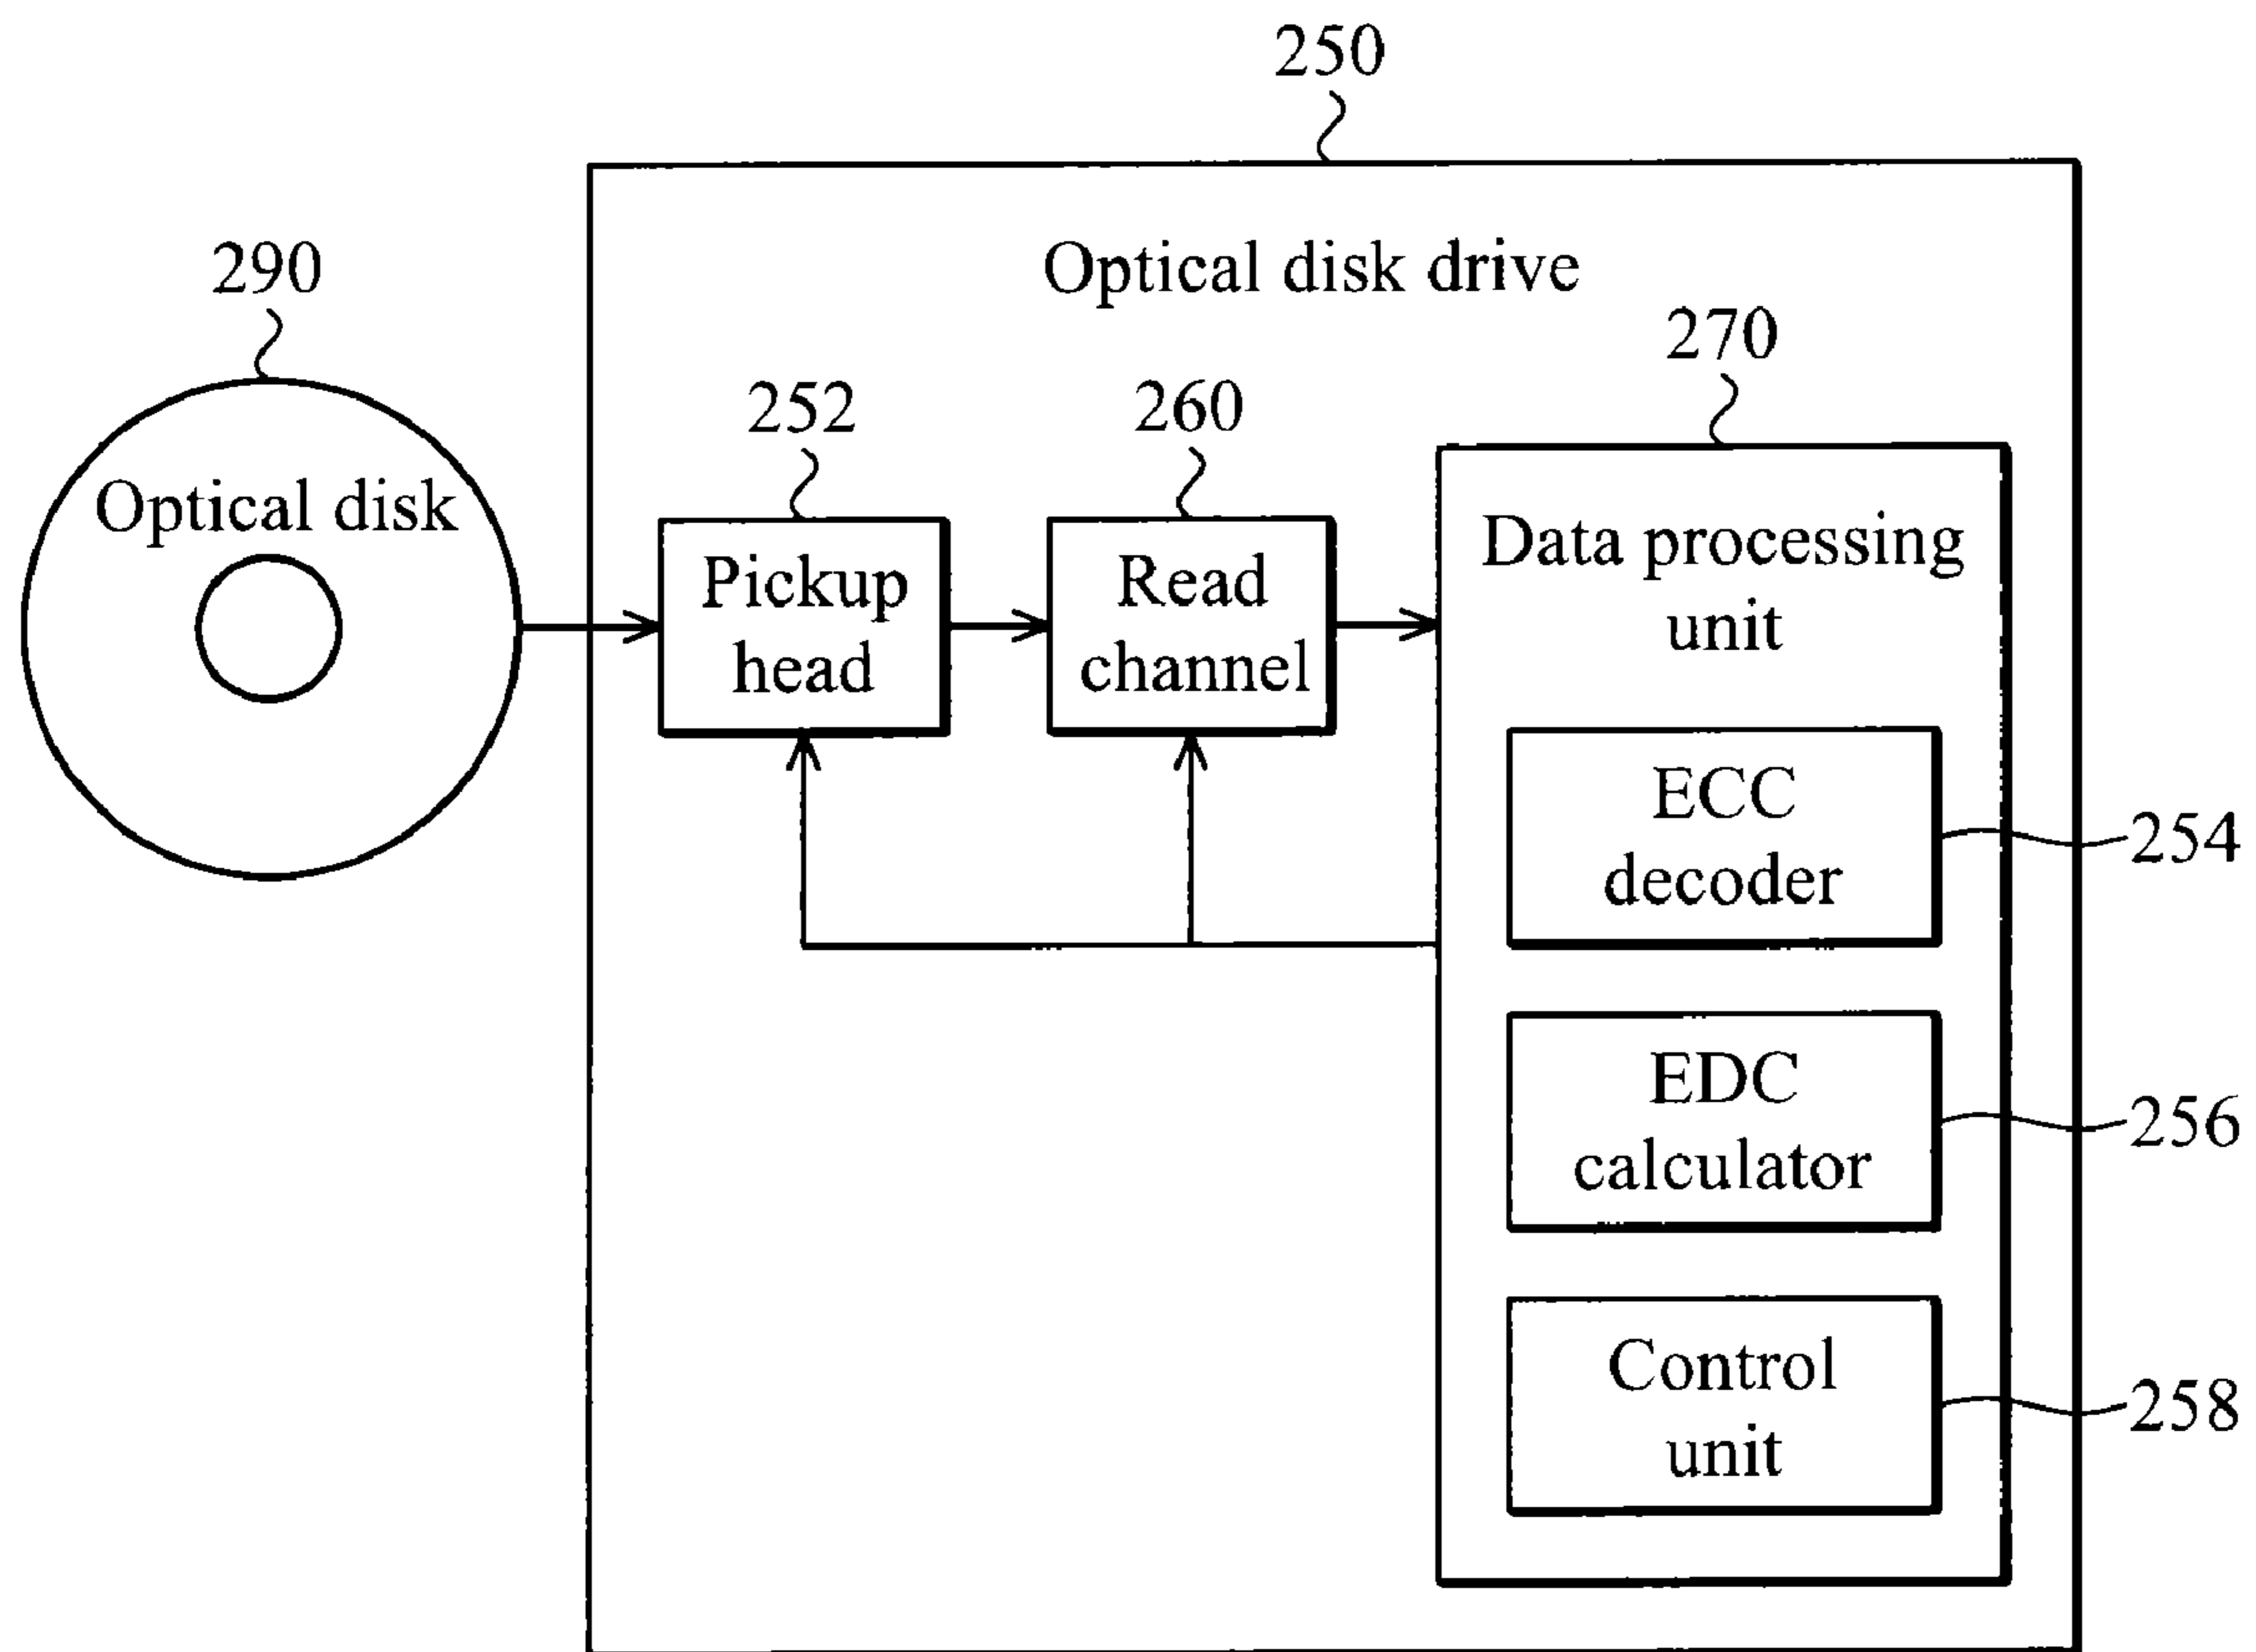 250
Optical disk drive
290
270
252
260
Optical disk
Pickup
head
Read
channel
Data processing
unit
ECC
decoder
254
EDC
calculator
256
Control
unit
258